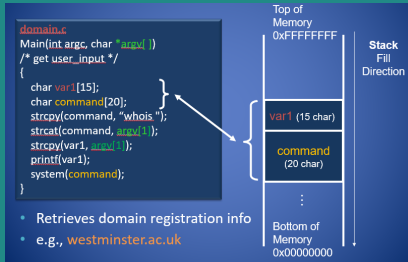 domain.c
Main(int argc, char *argv[ ])
/* get user_input */
{
char var1[15];
char command[20];
strcpy(command, "whois ");
strcat(command, argv[1]);
strcpy(var1, argv[1]);
printf(var1);
system(command);
}
• Retrieves domain registration info
• e.g., westminster.ac.uk
Top of
Memory
0xFFFFFFFF
Stack
Fill
Direction
var1 (15 char)
command
(20 char)
⋮
Bottom of
Memory
0x00000000